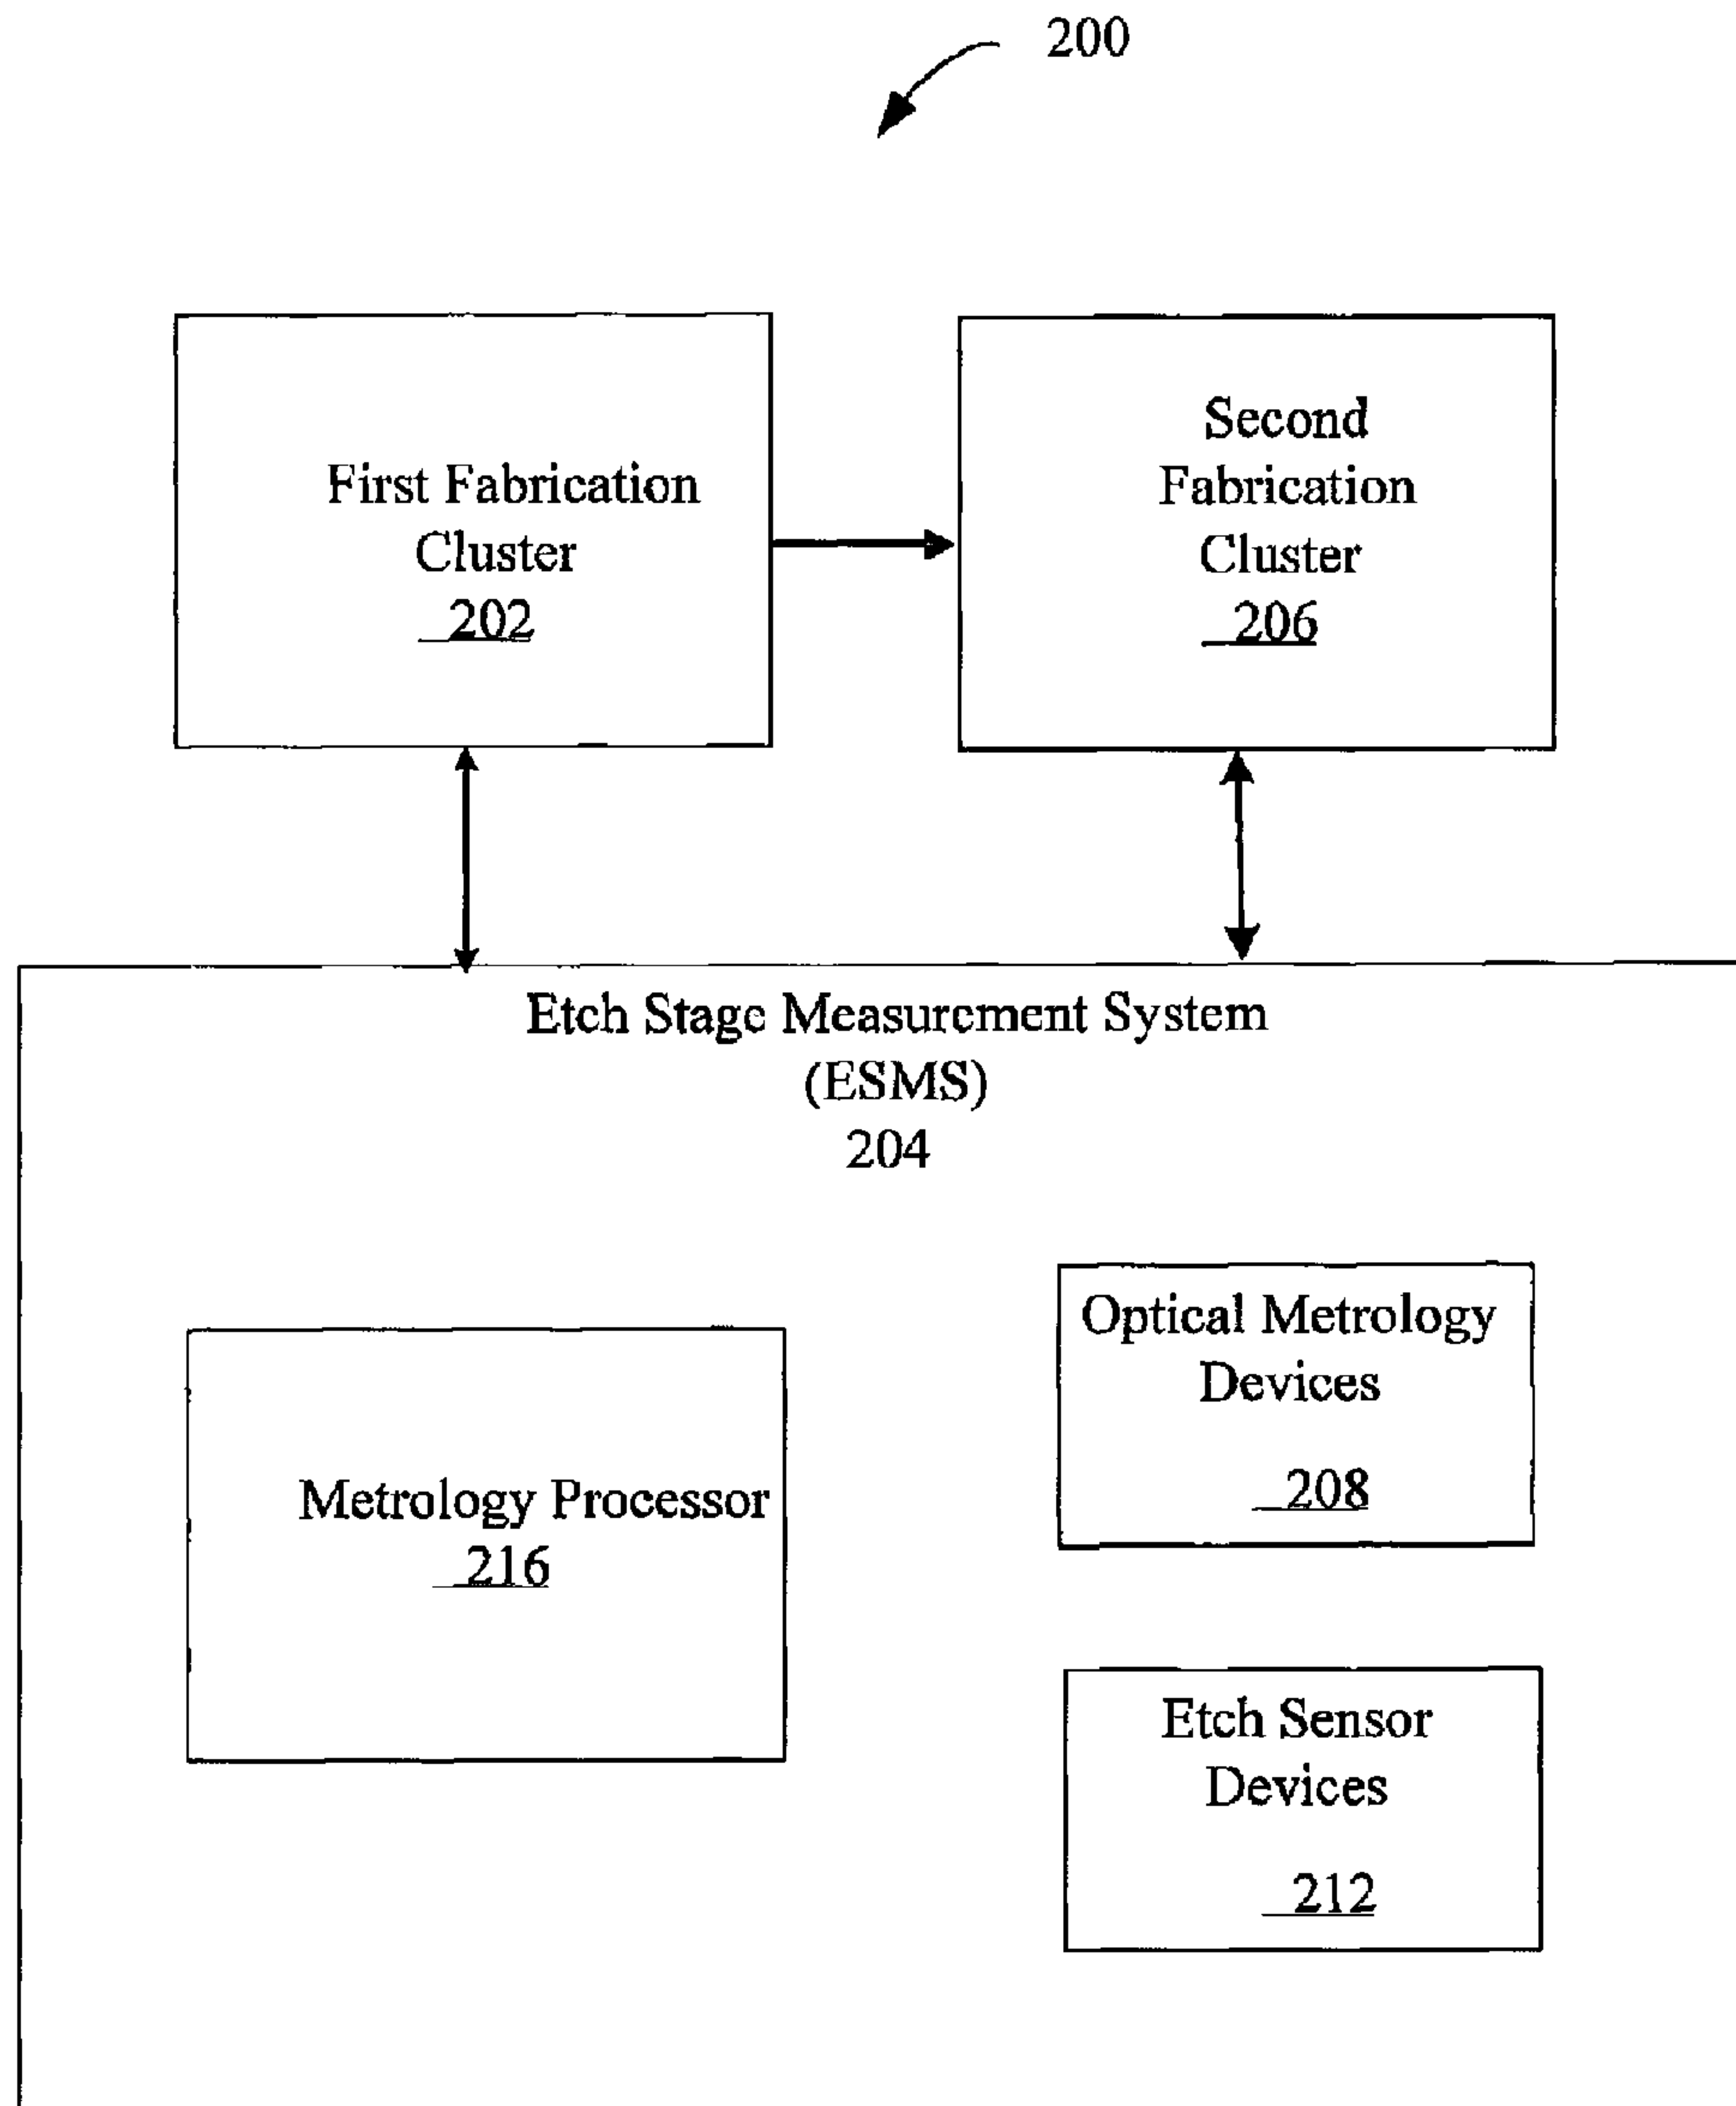 200
First Fabrication
Cluster
202
Second
Fabrication
Cluster
206
Etch Stage Measurement System
(ESMS)
204
Metrology Processor
216
Optical Metrology
Devices
208
Etch Sensor
Devices
212